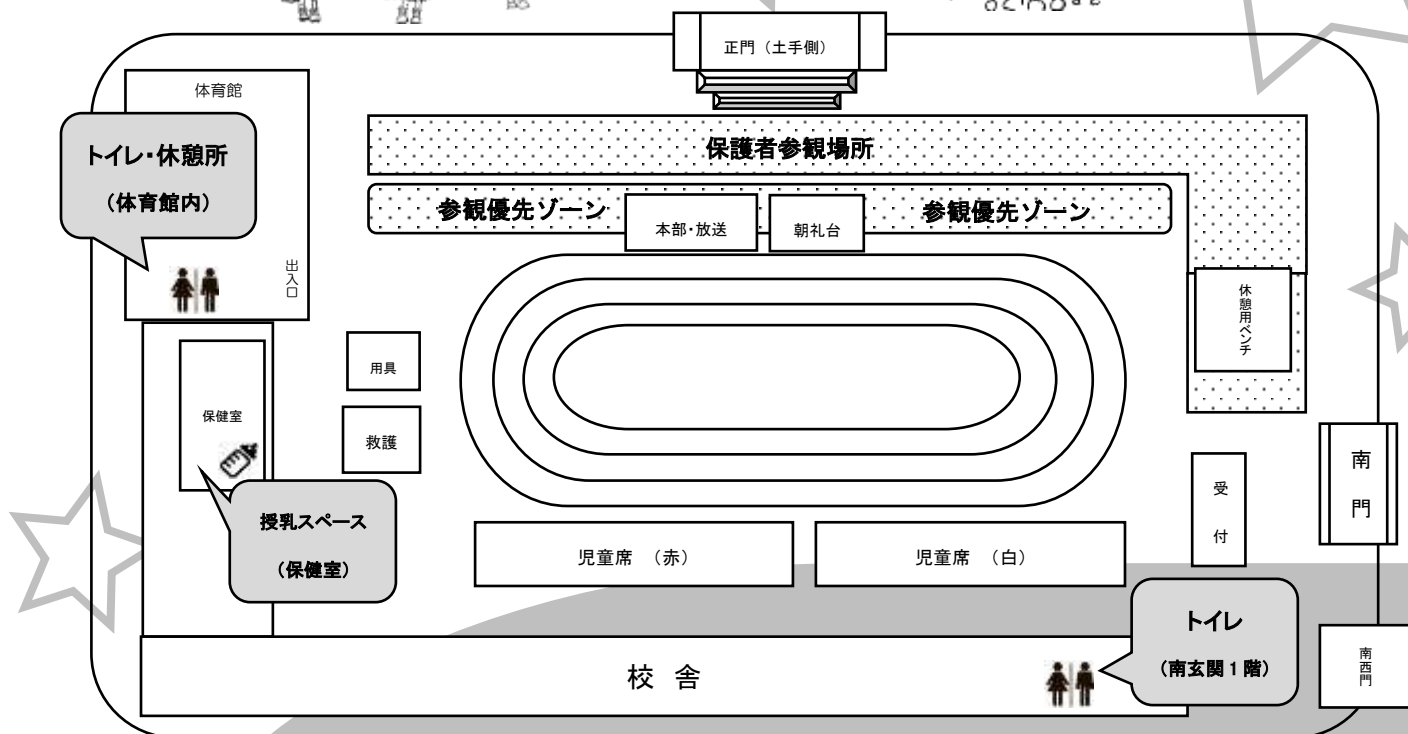 正門（土手側）
体育館
トイレ・休憩所
（体育館内）
保護者参観場所
参観優先ゾーン
参観優先ゾーン
本部・放送
朝礼台
出入口
休憩用ベンチ
用具
保健室
救護
南門
受付
授乳スペース
（保健室）
児童席　（赤）
児童席　（白）
トイレ
（南玄関１階）
校　舎
南西門